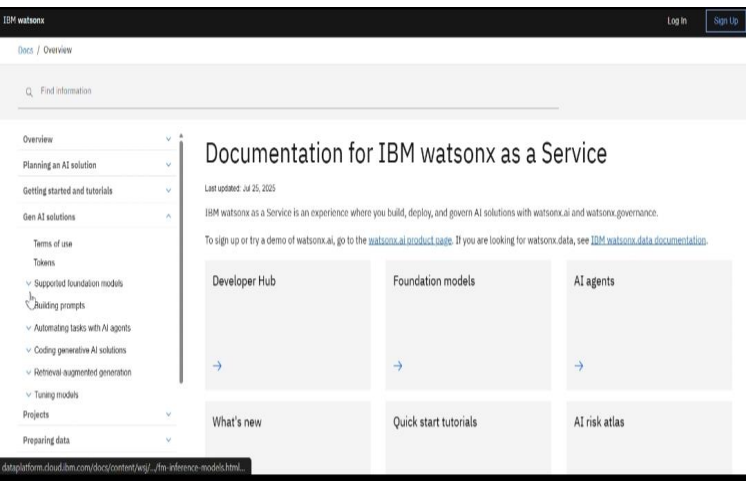 IBM watsonx
Log In
Sign Up
Docs / Overview
Find information
Overview
Planning an AI solution
Getting started and tutorials
Gen AI solutions
Terms of use
Tokens
Supported foundation models
Building prompts
Automating tasks with AI agents
Coding generative AI solutions
Retrieval augmented generation
Tuning models
Projects
Preparing data
Documentation for IBM watsonx as a Service
Last updated: Jul 25, 2025
IBM watsonx as a Service is an experience where you build, deploy, and govern AI solutions with watsonx.ai and watsonx.governance.
To sign up or try a demo of watsonx.ai, go to the watsonx.ai product page. If you are looking for watsonx.data, see IBM watsonx.data documentation.
Developer Hub
Foundation models
AI agents
What's new
Quick start tutorials
AI risk atlas
dataplatform.cloud.ibm.com/docs/content/wsj/.../fm-inference-models.html...